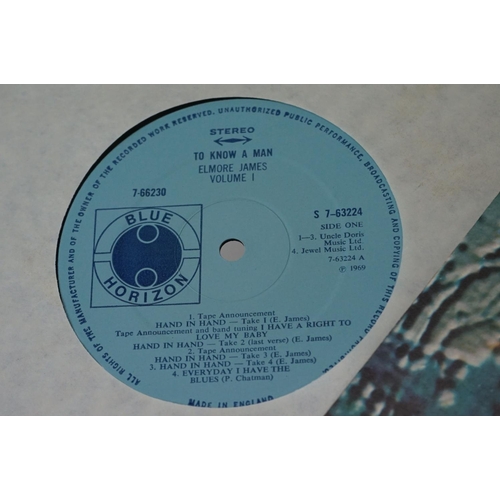 ALL RIGHTS OF THE MANUFACTURER AND OF THE OWNER OF THE RECORDED WORK RESERVED. UNAUTHORIZED PUBLIC PERFORMANCE, BROADCASTING AND COPYING OF THIS RECORD
STEREO
TO KNOW A MAN
ELMORE JAMES
VOLUME 1
7-66230
S 7-63224
SIDE ONE
1—3. Uncle Doris
Music Ltd.
4. Jewel Music Ltd.
7-63224 A
℗ 1969
BLUE
HORIZON
1. Tape Announcement
HAND IN HAND — Take 1 (E. James)
Tape Announcement and hand tuning I HAVE A RIGHT TO
LOVE MY BABY
HAND IN HAND — Take 2 (last verse) (E. James)
2. Tape Announcement
HAND IN HAND — Take 3 (E. James)
3. HAND IN HAND — Take 4 (E. James)
4. EVERYDAY I HAVE THE
BLUES (P. Chatman)
MADE IN ENGLAND